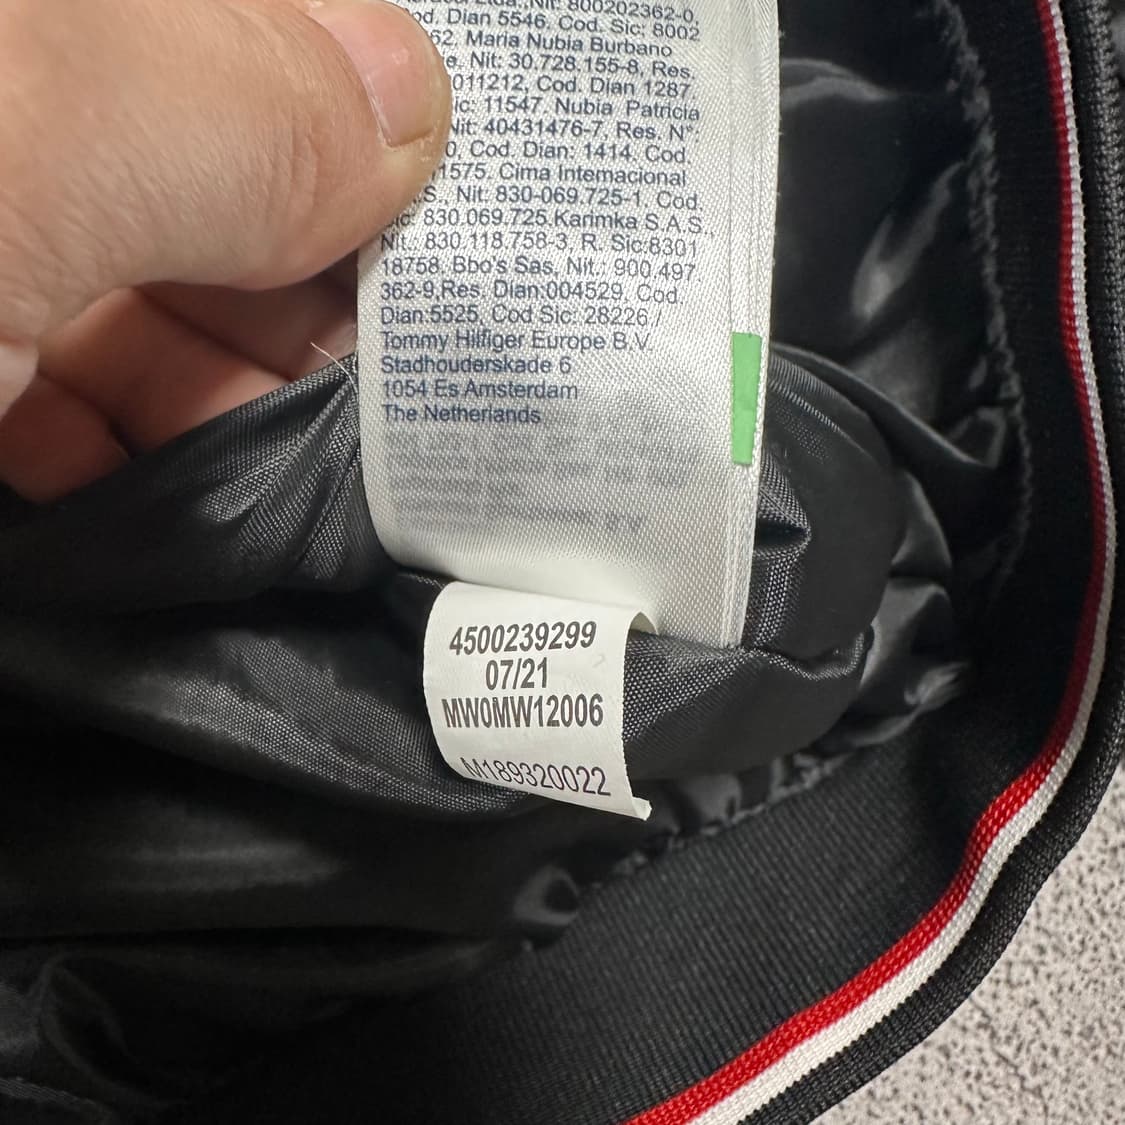 Nit: 800202362-0,
Dian 5546, Cod. Sic: 8002
62. Maria Nubia Burbano
Nit: 30.728.155-8, Res.
011212, Cod. Dian 1287,
11547, Nubia Patricia
Nit: 40431476-7, Res. N°:
0, Cod. Dian: 1414, Cod.
1575. Cima Internacional
S., Nit: 830-069.725-1, Cod.
830.069.725.Karimka S.A.S.,
Nit.: 830.118.758-3, R. Sic:8301
18758, Bbo's Sas, Nit.: 900.497
362-9,Res. Dian:004529, Cod.
Dian:5525, Cod Sic: 28226 /
Tommy Hilfiger Europe B.V.
Stadhouderskade 6
1054 Es Amsterdam
The Netherlands
4500239299
07/21
MW0MW12006
M189320022